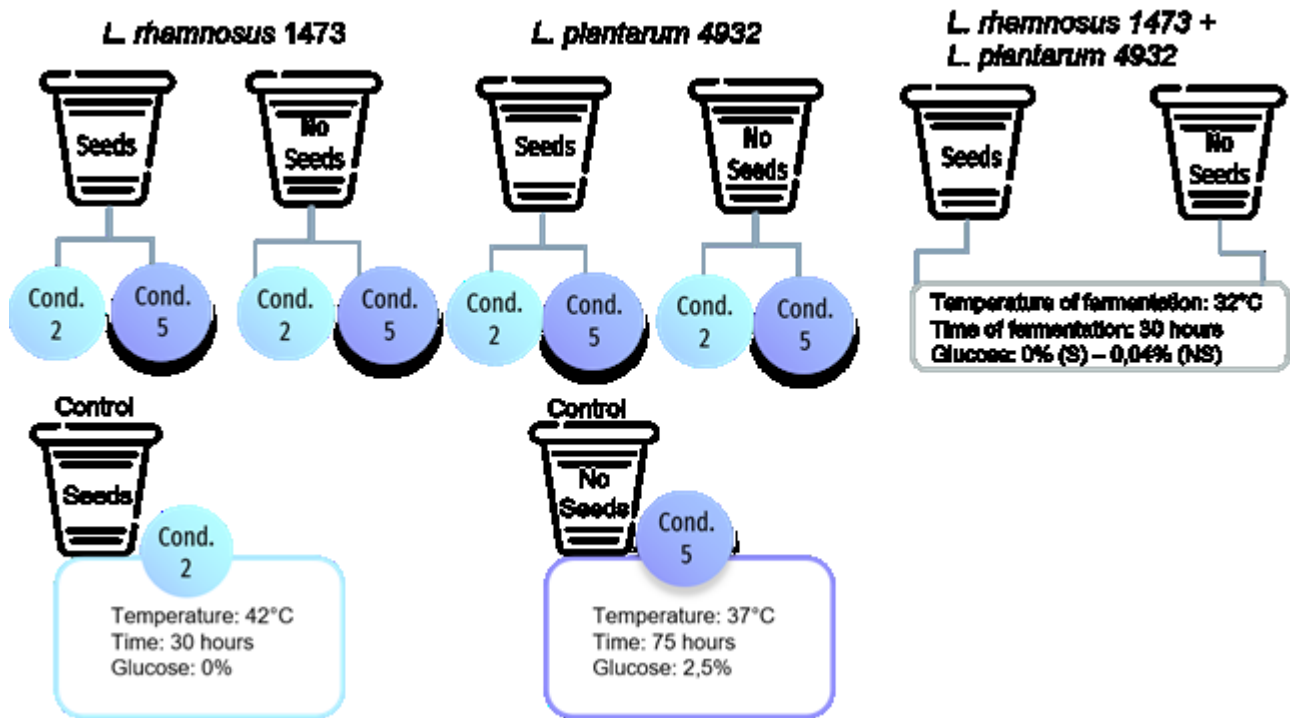 L. rhamnosus 1473
L. plantarum 4932
L. rhamnosus 1473 +
L. plantarum 4932
Seeds
No
Seeds
Seeds
No
Seeds
Seeds
No
Seeds
Cond.
2
Cond.
5
Cond.
2
Cond.
5
Cond.
2
Cond.
5
Cond.
2
Cond.
5
Temperature of fermentation: 32°C
Time of fermentation: 30 hours
Glucose: 0% (S) – 0,04% (NS)
Control
Seeds
Cond.
2
Temperature: 42°C
Time: 30 hours
Glucose: 0%
Control
No
Seeds
Cond.
5
Temperature: 37°C
Time: 75 hours
Glucose: 2,5%